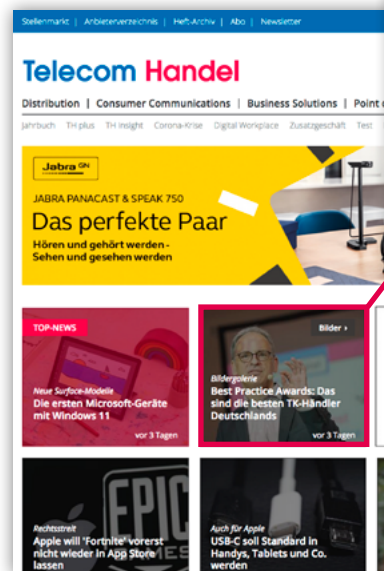 Stellenmarkt | Anbieterverzeichnis | Heft-Archiv | Abo | Newsletter
Telecom Handel
Distribution | Consumer Communications | Business Solutions | Point
Jahrbuch TH plus TH insight Corona-Krise Digital Workplace Zusatzgeschäft Test
Jabra GN
JABRA PANACAST & SPEAK 750
Das perfekte Paar
Hören und gehört werden -
Sehen und gesehen werden
TOP-NEWS
Neue Surface-Modelle
Die ersten Microsoft-Geräte
mit Windows 11
vor 3 Tagen
Bilder ›
Bildergalerie
Best Practice Awards: Das
sind die besten TK-Händler
Deutschlands
vor 3 Tagen
EPIC
Rechtsstreit
Apple will 'Fortnite' vorerst
nicht wieder in App Store
lassen
Auch für Apple
USB-C soll Standard in
Handys, Tablets und Co.
werden